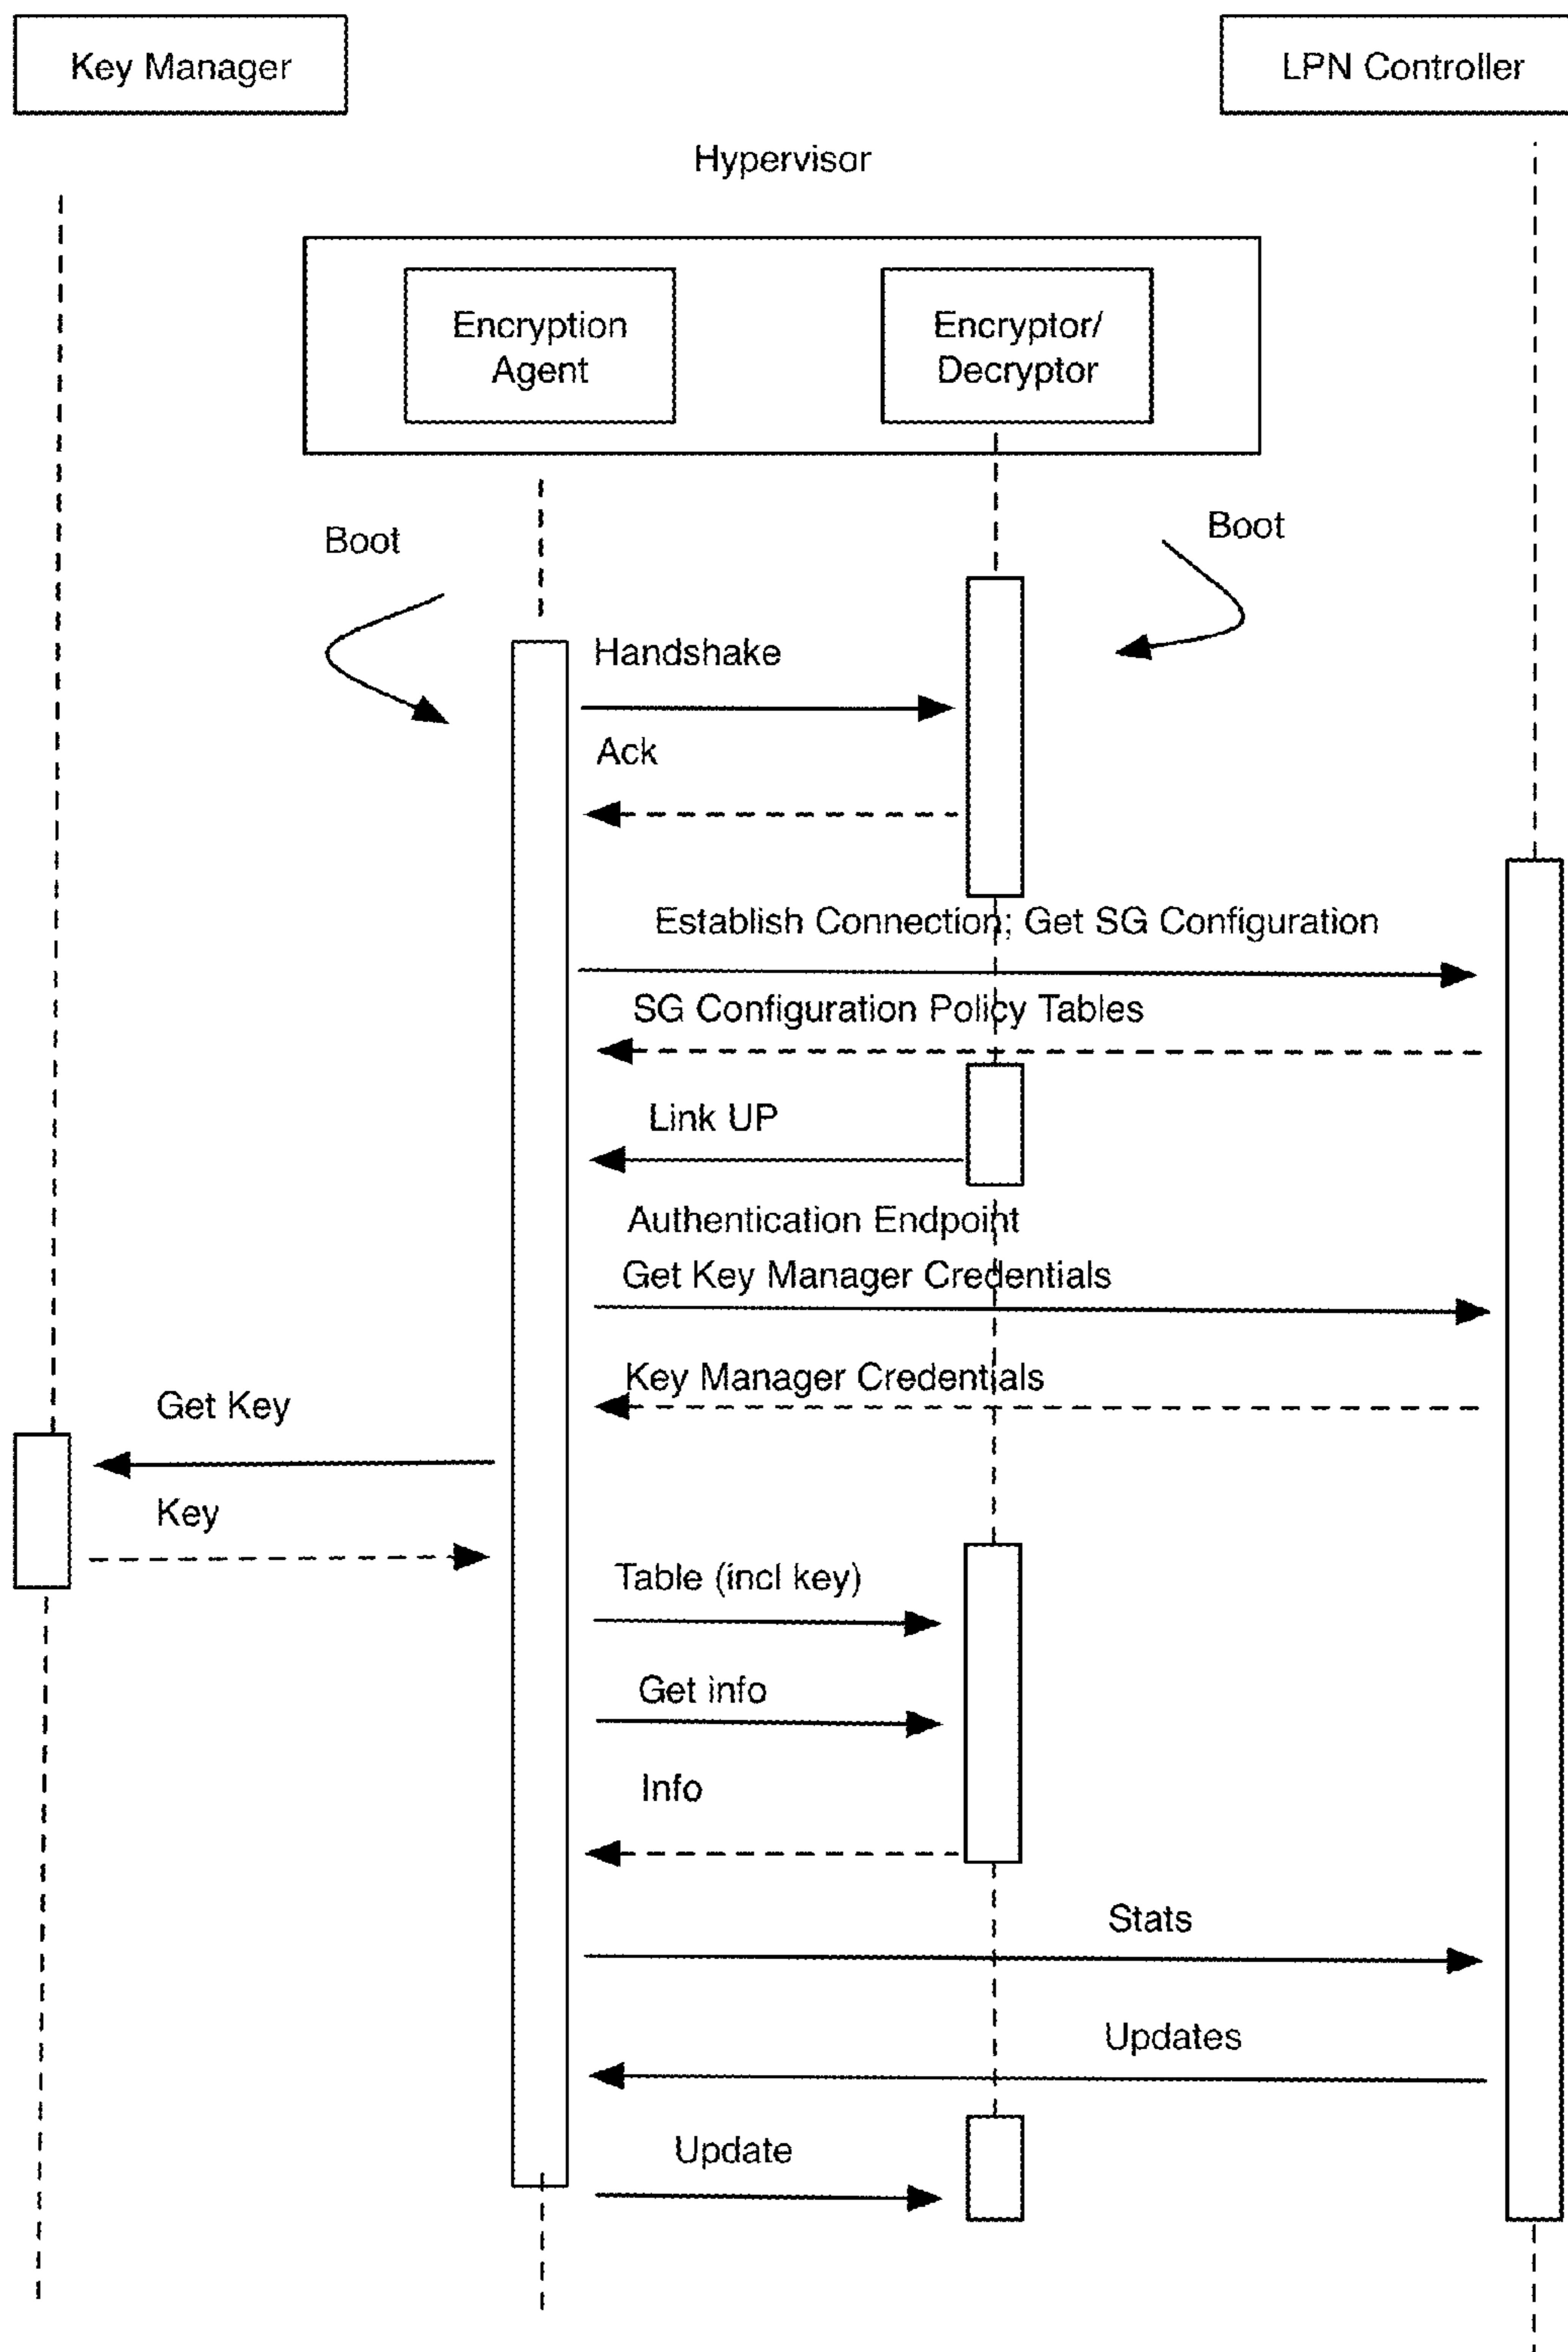 Key Manager
LPN Controller
Hypervisor
Encryption
Agent
Encryptor/
Decryptor
Boot
Boot
Handshake
Ack
Establish Connection; Get SG Configuration
SG Configuration Policy Tables
Link UP
Authentication Endpoint
Get Key Manager Credentials
Key Manager Credentials
Get Key
Key
Table (incl key)
Get info
Info
Stats
Updates
Update